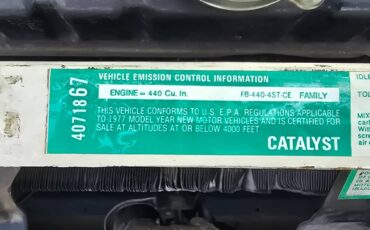 4071867
VEHICLE EMISSION CONTROL INFORMATION
ENGINE = 440 Cu. In. FB-440-4ST-CE FAMILY
THIS VEHICLE CONFORMS TO U.S. E.P.A. REGULATIONS APPLICABLE
TO 1977 MODEL YEAR NEW MOTOR VEHICLES AND IS CERTIFIED FOR
SALE AT ALTITUDES AT OR BELOW 4000 FEET
CATALYST
IDLE
TOL
MIX